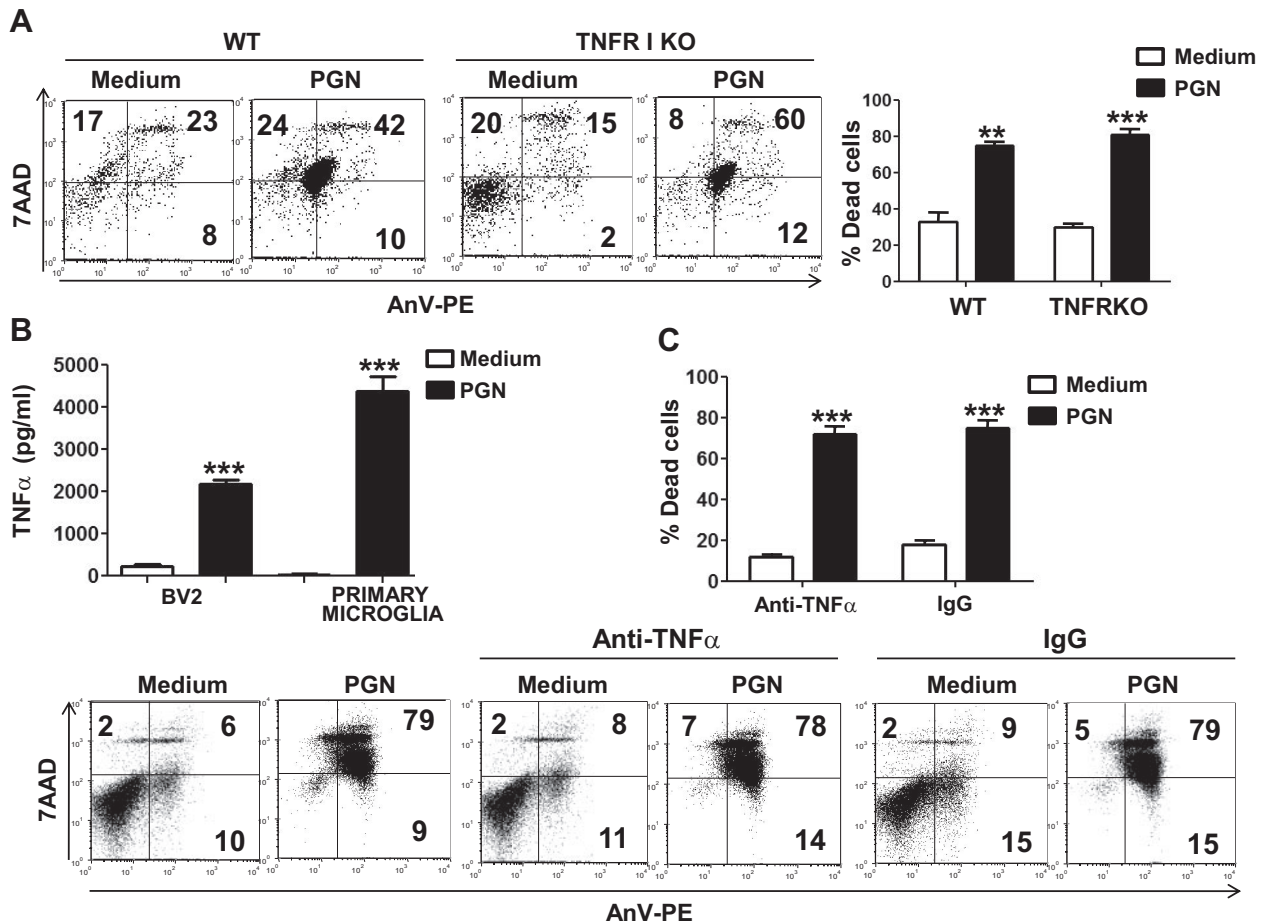 A
WT
TNFR I KO
Medium
PGN
Medium
PGN
17
23
8
24
42
10
20
15
2
8
60
12
7AAD
AnV-PE
Medium
PGN
% Dead cells
100
80
60
40
20
0
**
***
WT
TNFRKO
B
TNFα (pg/ml)
5000
4000
3000
2000
1000
0
***
***
Medium
PGN
BV2
PRIMARY
MICROGLIA
C
% Dead cells
100
80
60
40
20
0
***
***
Medium
PGN
Anti-TNFα
IgG
Anti-TNFα
IgG
Medium
PGN
Medium
PGN
Medium
PGN
2
6
10
79
9
2
8
11
7
78
14
2
9
15
5
79
15
7AAD
AnV-PE